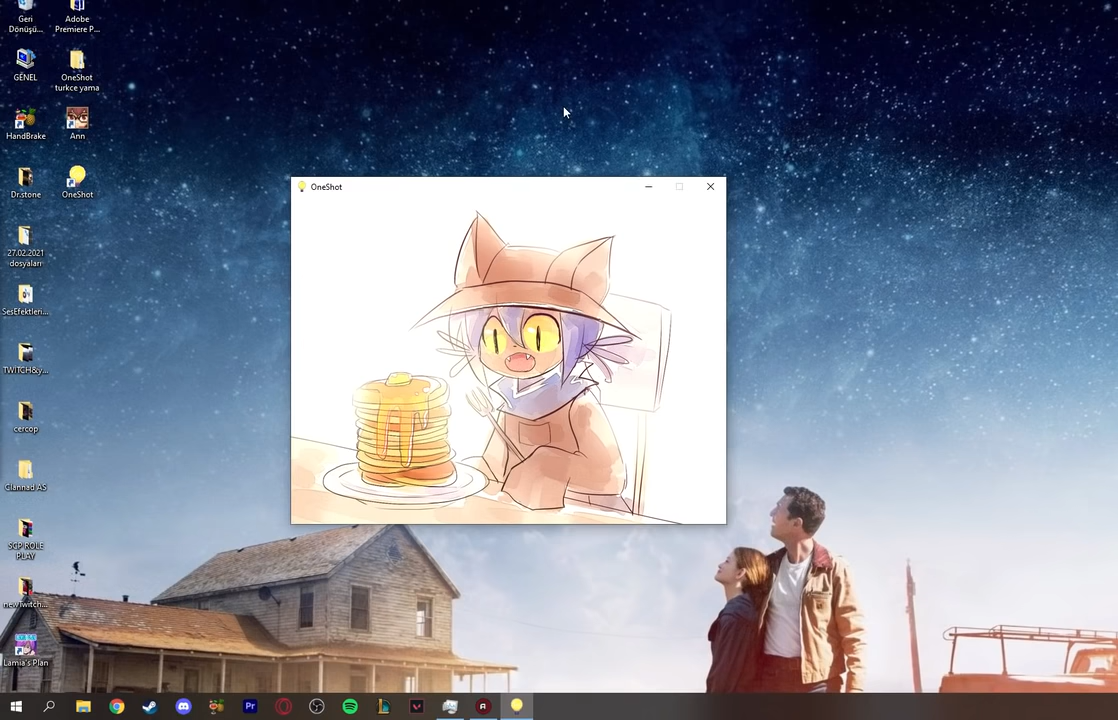 Geri
Dönüşü...
Adobe
Premiere P...
GENEL
OneShot
turkce yama
HandBrake
Ann
Dr.stone
OneShot
27.02.2021
dosyaları
SesEfektleri...
TWITCH&y...
cercop
Clannad AS
SCP ROLE
PLAY
newTwitch...
Lamia's Plan
OneShot
Pr